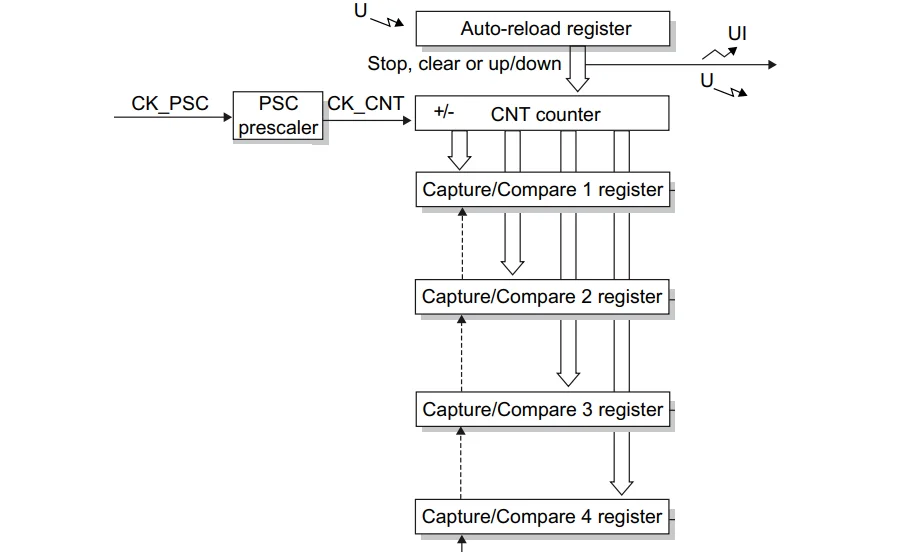 U
Auto-reload register
UI
Stop, clear or up/down
U
CK_PSC
PSC
prescaler
CK_CNT
+/-
CNT counter
Capture/Compare 1 register
Capture/Compare 2 register
Capture/Compare 3 register
Capture/Compare 4 register